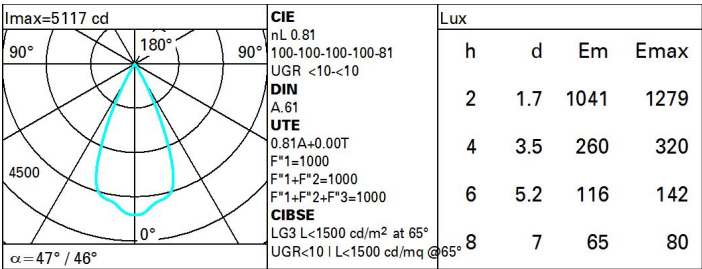 Imax=5117 cd
90° 180° 90°
4500
0°
α=47° / 46°
CIE
nL 0.81
100-100-100-100-81
UGR <10-<10
DIN
A.61
UTE
0.81A+0.00T
F"1=1000
F"1+F"2=1000
F"1+F"2+F"3=1000
CIBSE
LG3 L<1500 cd/m² at 65°
UGR<10 | L<1500 cd/mq @65°
Lux
h d Em Emax
2 1.7 1041 1279
4 3.5 260 320
6 5.2 116 142
8 7 65 80